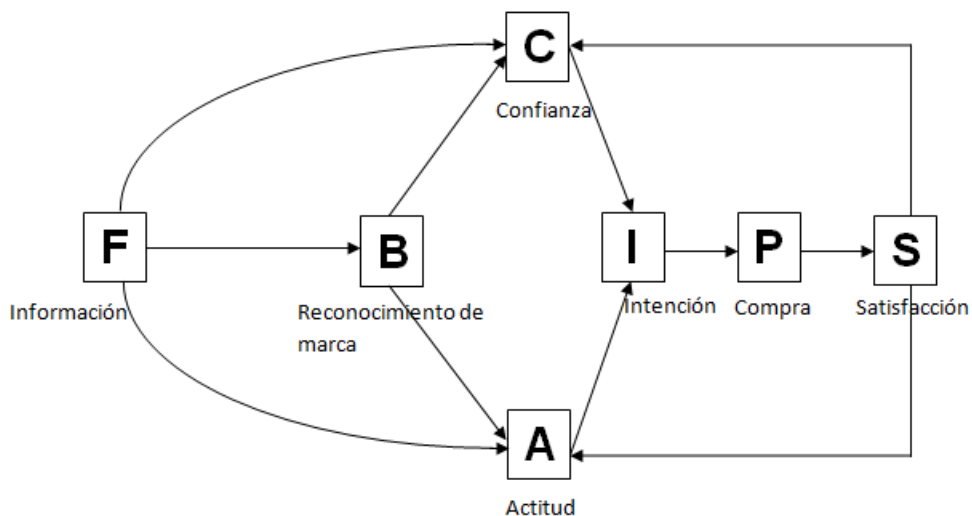 C
Confianza
F
Información
B
Reconocimiento de
marca
I
Intención
P
Compra
S
Satisfacción
A
Actitud